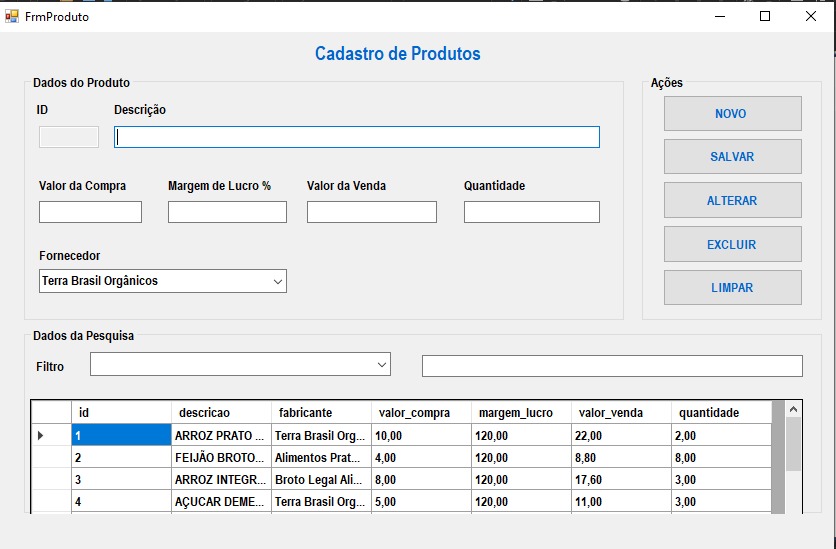 FrmProduto
Cadastro de Produtos
Dados do Produto
ID Descrição
Valor da Compra Margem de Lucro % Valor da Venda Quantidade
Fornecedor
Terra Brasil Orgânicos
Ações
NOVO
SALVAR
ALTERAR
EXCLUIR
LIMPAR
Dados da Pesquisa
Filtro
id descricao fabricante valor_compra margem_lucro valor_venda quantidade
1 ARROZ PRATO ... Terra Brasil Org... 10,00 120,00 22,00 2,00
2 FEIJÃO BROTO... Alimentos Prat... 4,00 120,00 8,80 8,00
3 ARROZ INTEGR... Broto Legal Ali... 8,00 120,00 17,60 3,00
4 AÇUCAR DEME... Terra Brasil Org... 5,00 120,00 11,00 3,00